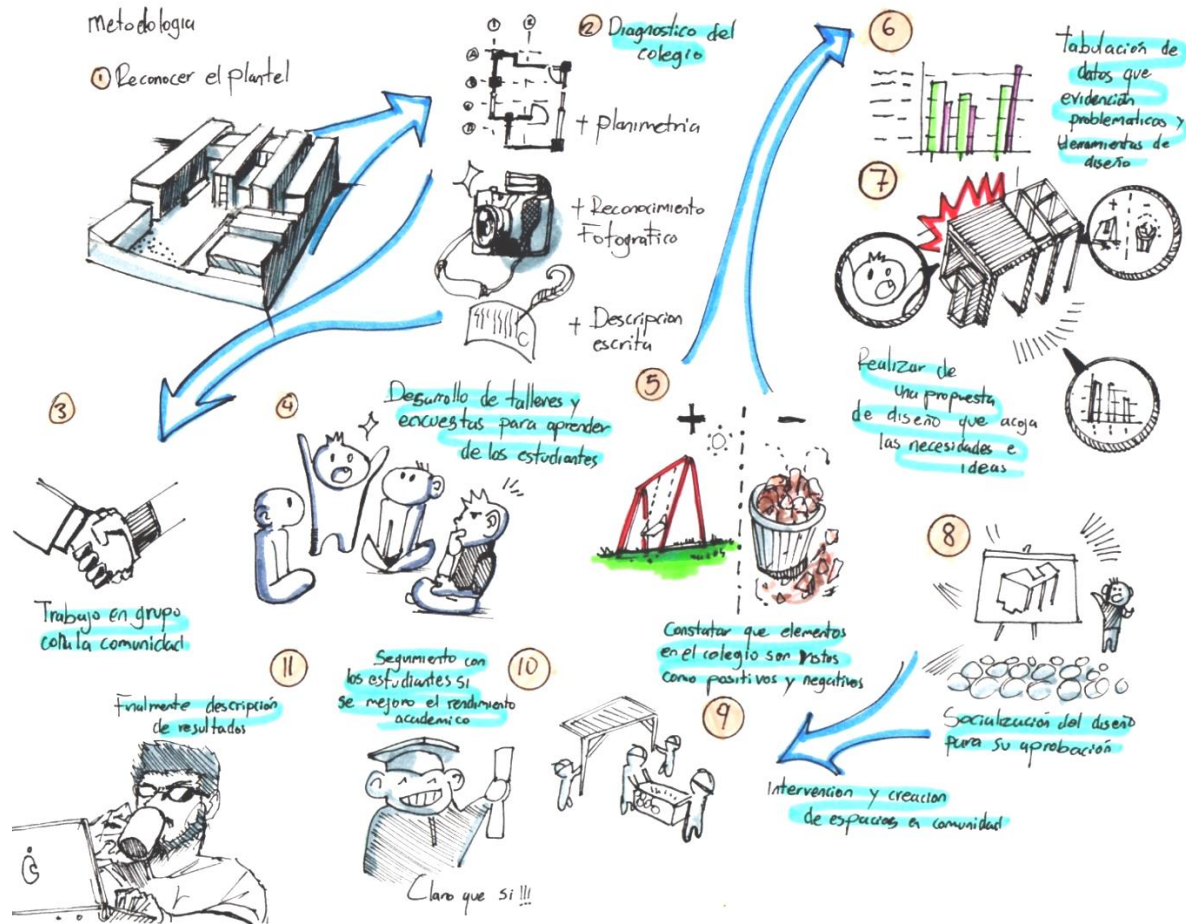 Metodologia
1 Reconocer el plantel
2 Diagnostico del
colegio
+ planimetria
+ Reconocimiento
Fotografico
+ Descripcion
escrita
3
Trabajo en grupo
con la comunidad
4
Desarrollo de talleres y
encuestas para aprender
de los estudiantes
5
+ -
Constatar que elementos
en el colegio son vistos
como positivos y negativos
6
Tabulación de
datos que
evidención
problematicas y
herramientas de
diseño
7
+ -
Realizar de
una propuesta
de diseño que acoja
las necesidades e
ideas
8
Socialización del diseño
para su aprobación
9
Intervencion y creacion
de espacios en comunidad
10
Seguimiento con
los estudiantes si
se mejoro el rendimiento
academico
Claro que si !!!
11
Finalmente descripción
de resultados